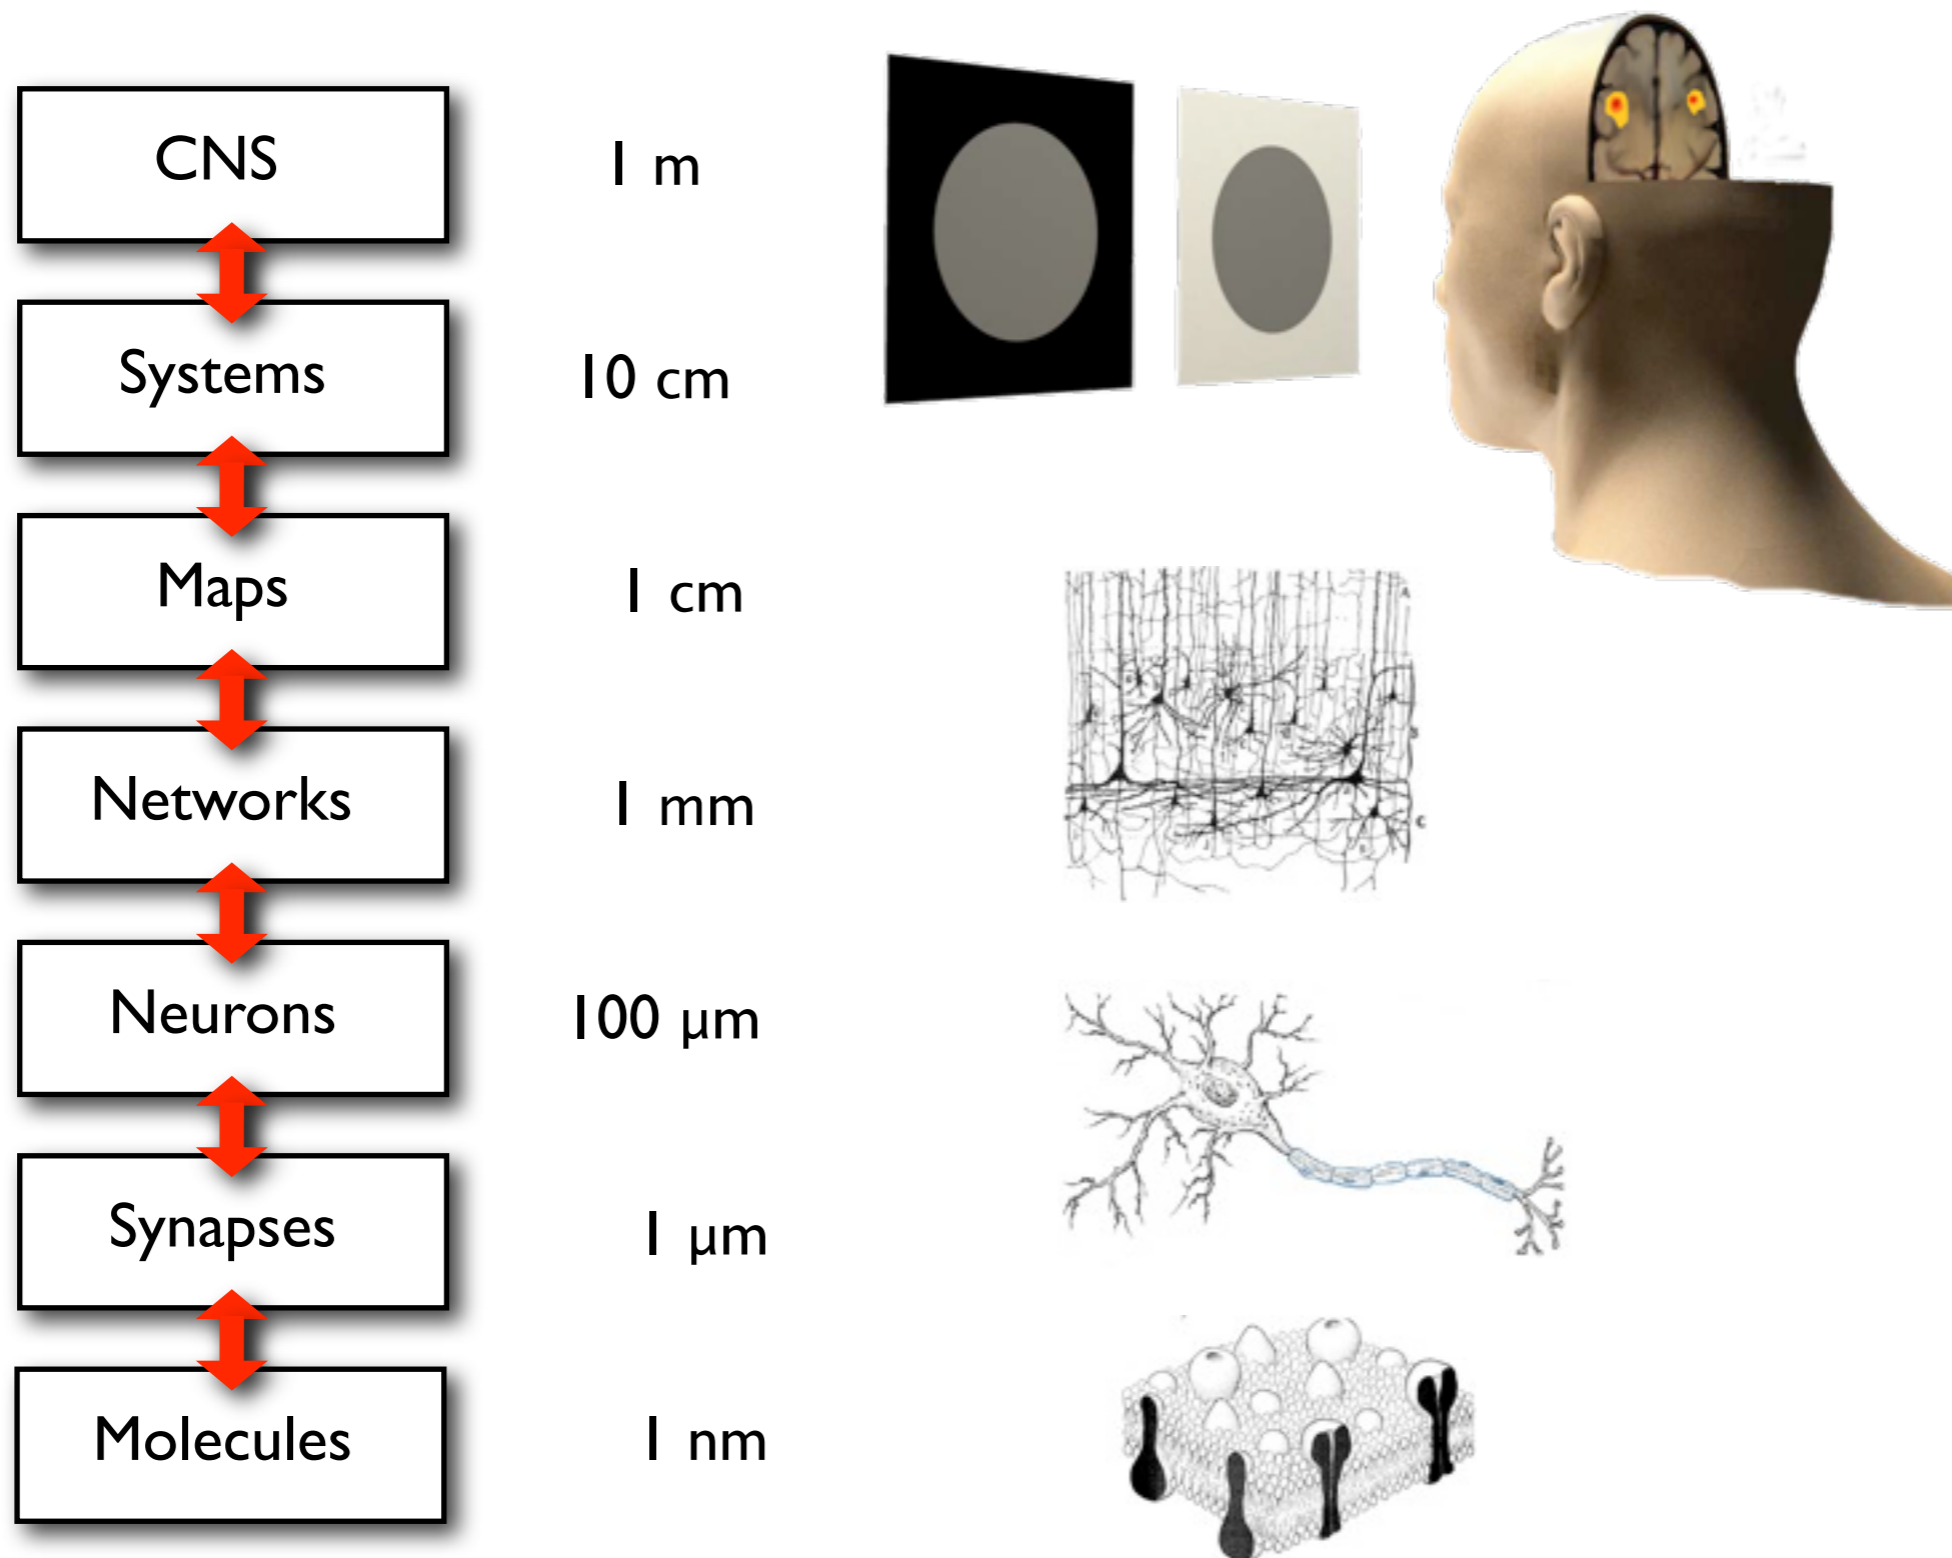 CNS
1 m
Systems
10 cm
Maps
1 cm
Networks
1 mm
Neurons
100 µm
Synapses
1 µm
Molecules
1 nm
A
C